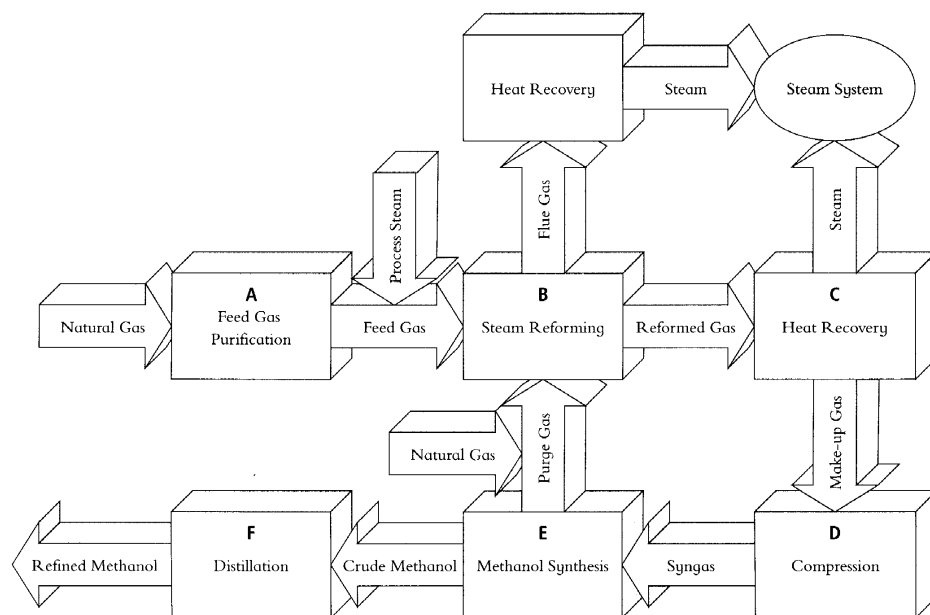 Heat Recovery
Steam
Steam System
Process Steam
Flue Gas
Steam
A
Feed Gas
Purification
B
Steam Reforming
C
Heat Recovery
Natural Gas
Feed Gas
Reformed Gas
Natural Gas
Purge Gas
Make-up Gas
F
Distillation
E
Methanol Synthesis
D
Compression
Refined Methanol
Crude Methanol
Syngas